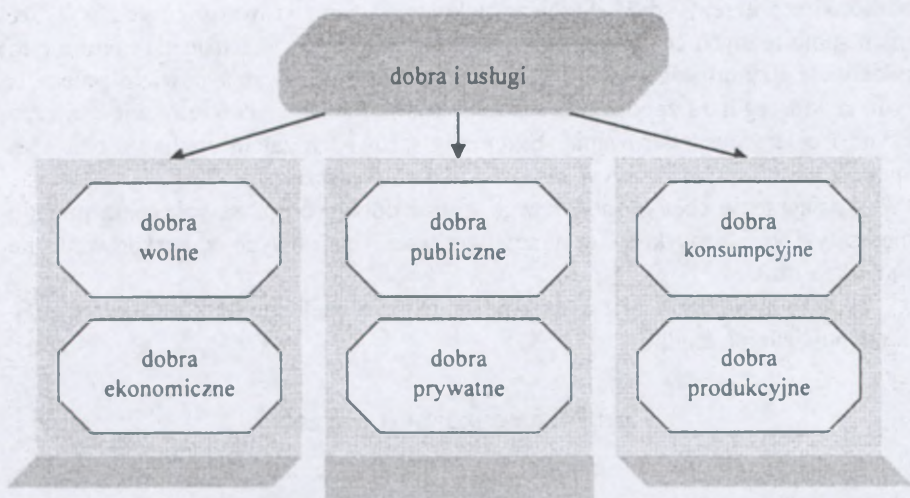 dobra i usługi
dobra
wolne
dobra
publiczne
dobra
konsumpcyjne
dobra
ekonomiczne
dobra
prywatne
dobra
produkcyjne